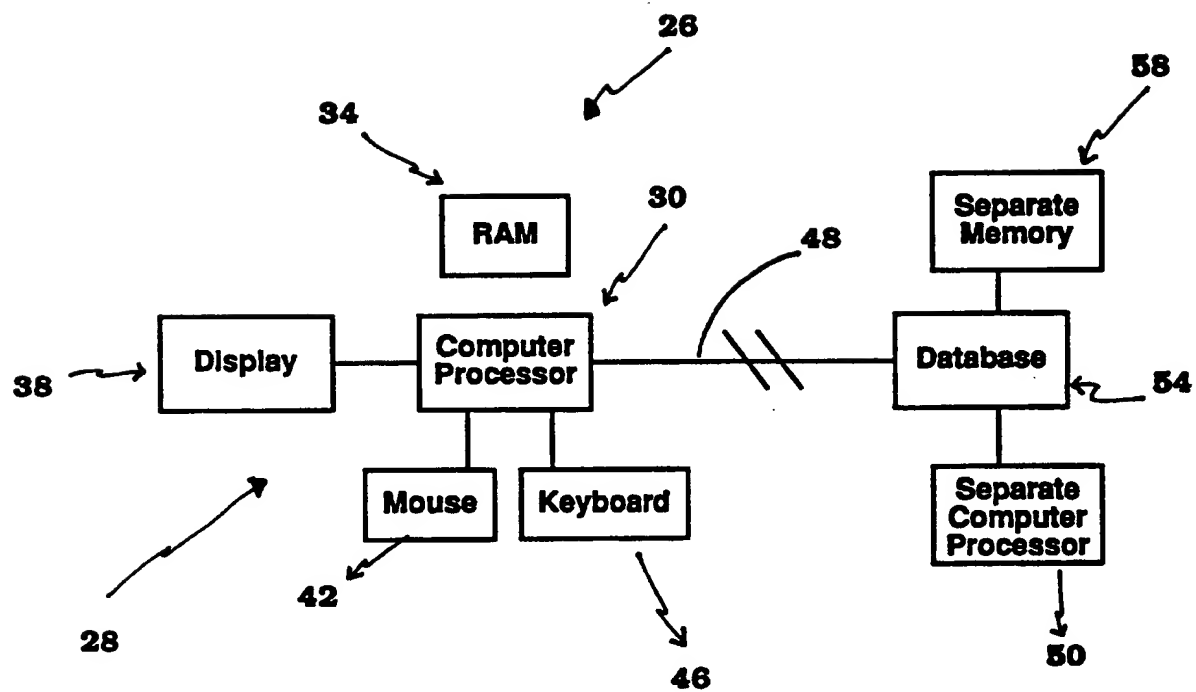 26
58
34
30
RAM
Separate
Memory
48
Display
Computer
Processor
Database
38
54
Mouse
Keyboard
Separate
Computer
Processor
42
28
46
50